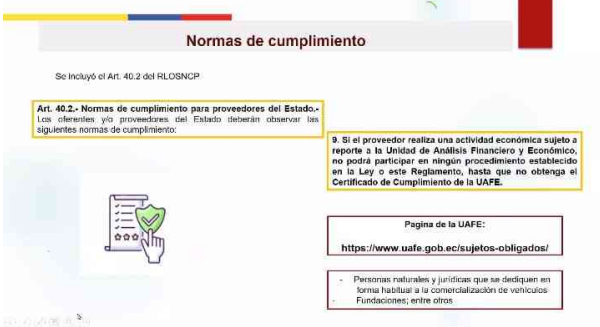 Normas de cumplimiento
Se incluyó el Art. 40.2 del RLOSNCP
Art. 40.2.- Normas de cumplimiento para proveedores del Estado.-
Los oferentes y/o proveedores del Estado deberán observar las
siguientes normas de cumplimiento:
9. Si el proveedor realiza una actividad económica sujeto a
reporte a la Unidad de Análisis Financiero y Económico,
no podrá participar en ningún procedimiento establecido
en la Ley o este Reglamento, hasta que no obtenga el
Certificado de Cumplimiento de la UAFE.
Pagina de la UAFE:
https://www.uafe.gob.ec/sujetos-obligados/
- Personas naturales y jurídicas que se dediquen en
forma habitual a la comercialización de vehículos
- Fundaciones; entre otros